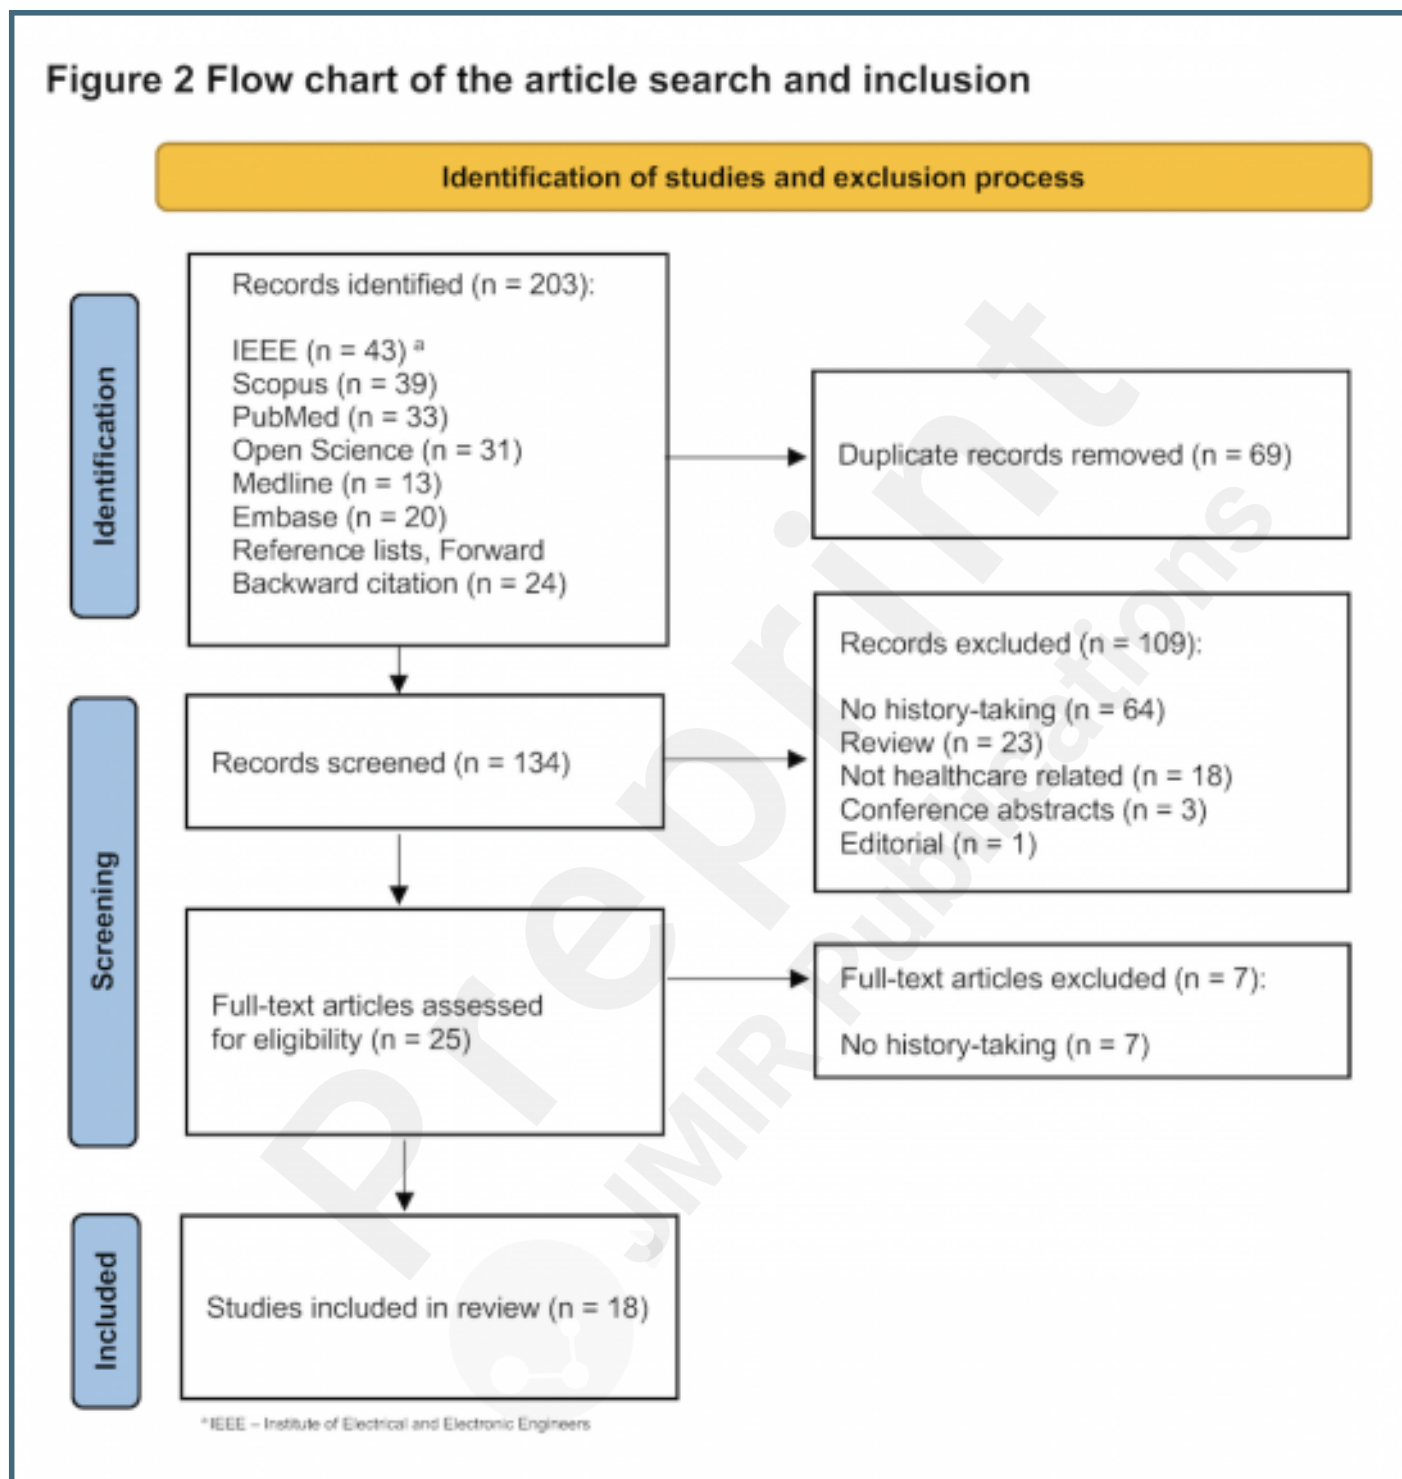 Figure 2 Flow chart of the article search and inclusion
Identification of studies and exclusion process
Identification
Records identified (n = 203):
IEEE (n = 43) ª
Scopus (n = 39)
PubMed (n = 33)
Open Science (n = 31)
Medline (n = 13)
Embase (n = 20)
Reference lists, Forward
Backward citation (n = 24)
Duplicate records removed (n = 69)
Screening
Records screened (n = 134)
Records excluded (n = 109):
No history-taking (n = 64)
Review (n = 23)
Not healthcare related (n = 18)
Conference abstracts (n = 3)
Editorial (n = 1)
Full-text articles assessed
for eligibility (n = 25)
Full-text articles excluded (n = 7):
No history-taking (n = 7)
Included
Studies included in review (n = 18)
ª IEEE – Institute of Electrical and Electronic Engineers
Preprint
JMIR Publications